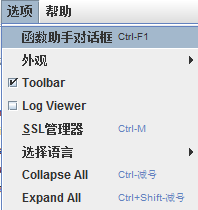 选项 帮助
函数助手对话框 Ctrl-F1
外观
Toolbar
Log Viewer
SSL管理器 Ctrl-M
选择语言
Collapse All Ctrl-减号
Expand All Ctrl+Shift-减号